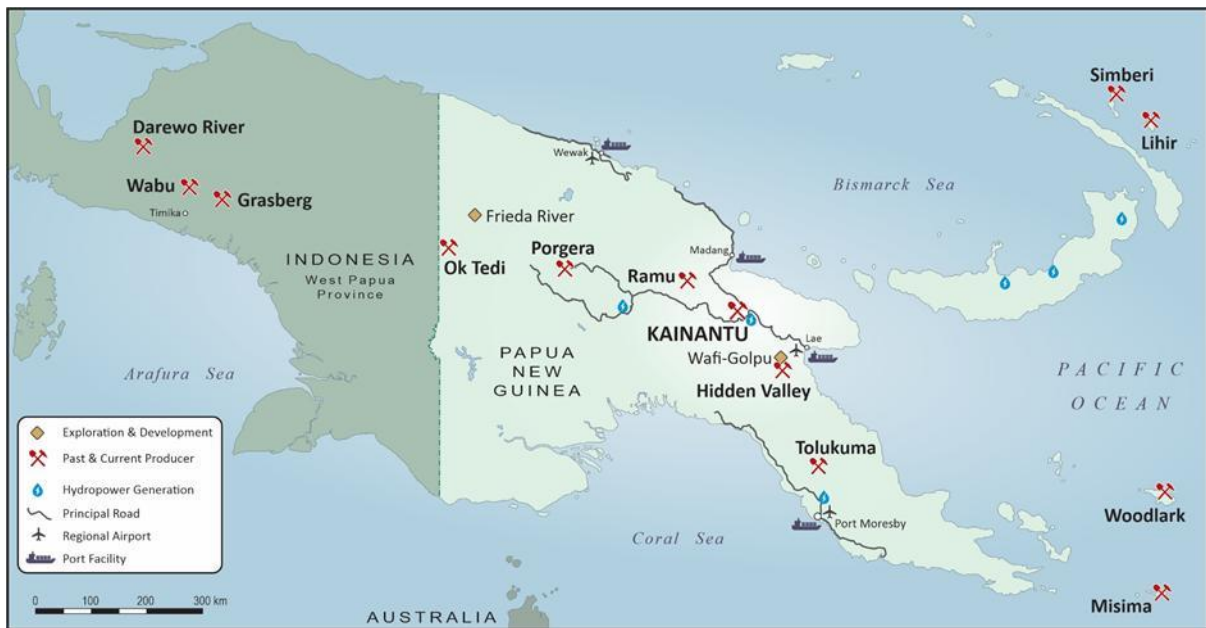 Simberi
Lihir
Darewo River
Wabu
Grasberg
Timika
Wewak
Bismarck Sea
Frieda River
INDONESIA
West Papua
Province
Ok Tedi
Porgera
Ramu
Madang
KAINANTU
Lae
Wafi-Golpu
Hidden Valley
PAPUA
NEW
GUINEA
Arafura Sea
PACIFIC
OCEAN
Tolukuma
Port Moresby
Coral Sea
Woodlark
Misima
AUSTRALIA
Exploration & Development
Past & Current Producer
Hydropower Generation
Principal Road
Regional Airport
Port Facility
0 100 200 300 km